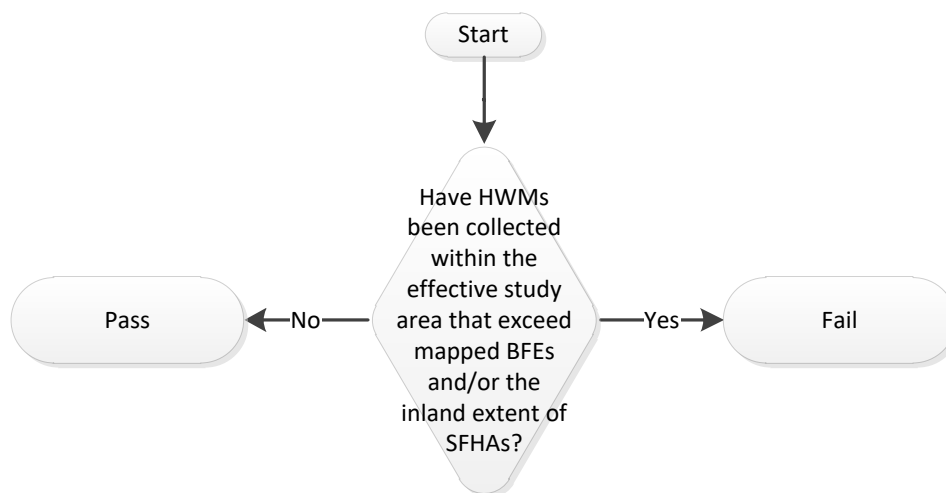 Start
Have HWMs
been collected
within the
effective study
area that exceed
mapped BFEs
and/or the
inland extent of
SFHAs?
Pass
No
Yes
Fail